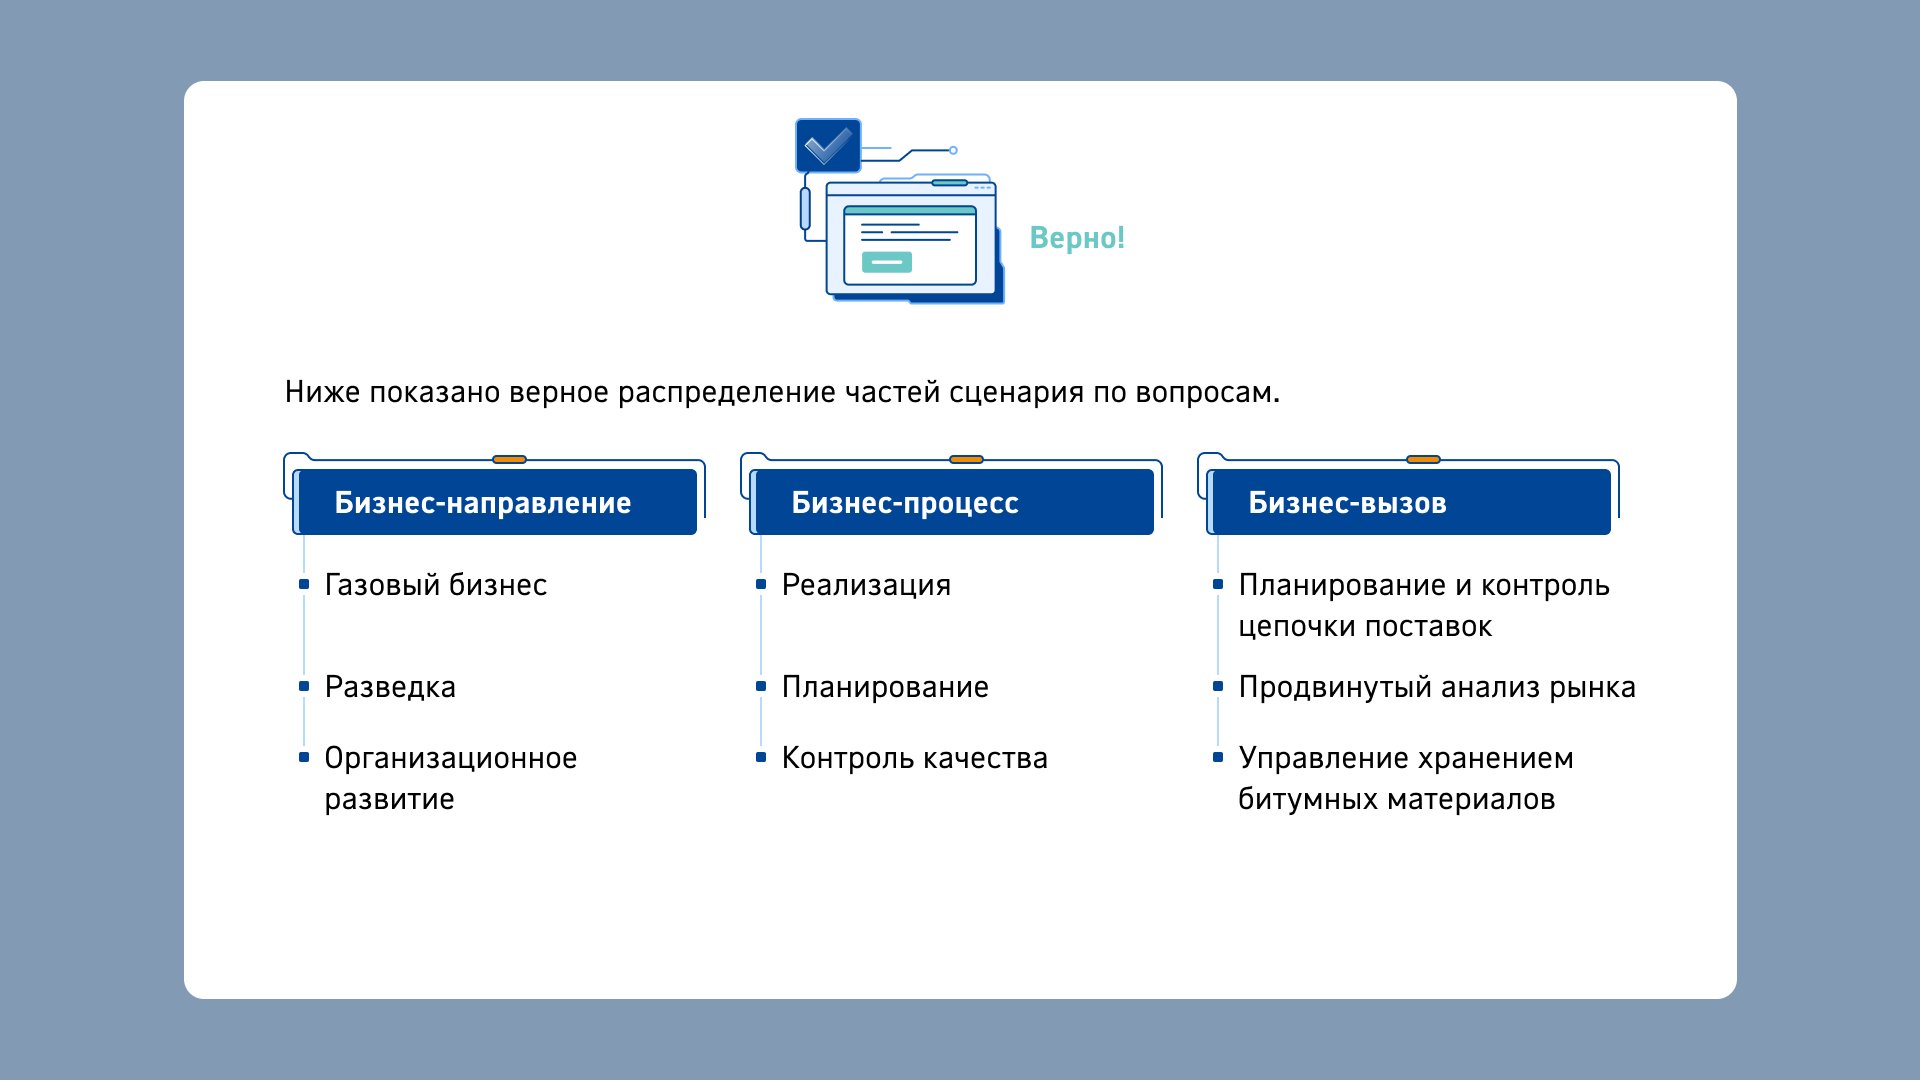 Верно!
Ниже показано верное распределение частей сценария по вопросам.
Бизнес-направление
Газовый бизнес
Разведка
Организационное
развитие
Бизнес-процесс
Реализация
Планирование
Контроль качества
Бизнес-вызов
Планирование и контроль
цепочки поставок
Продвинутый анализ рынка
Управление хранением
битумных материалов